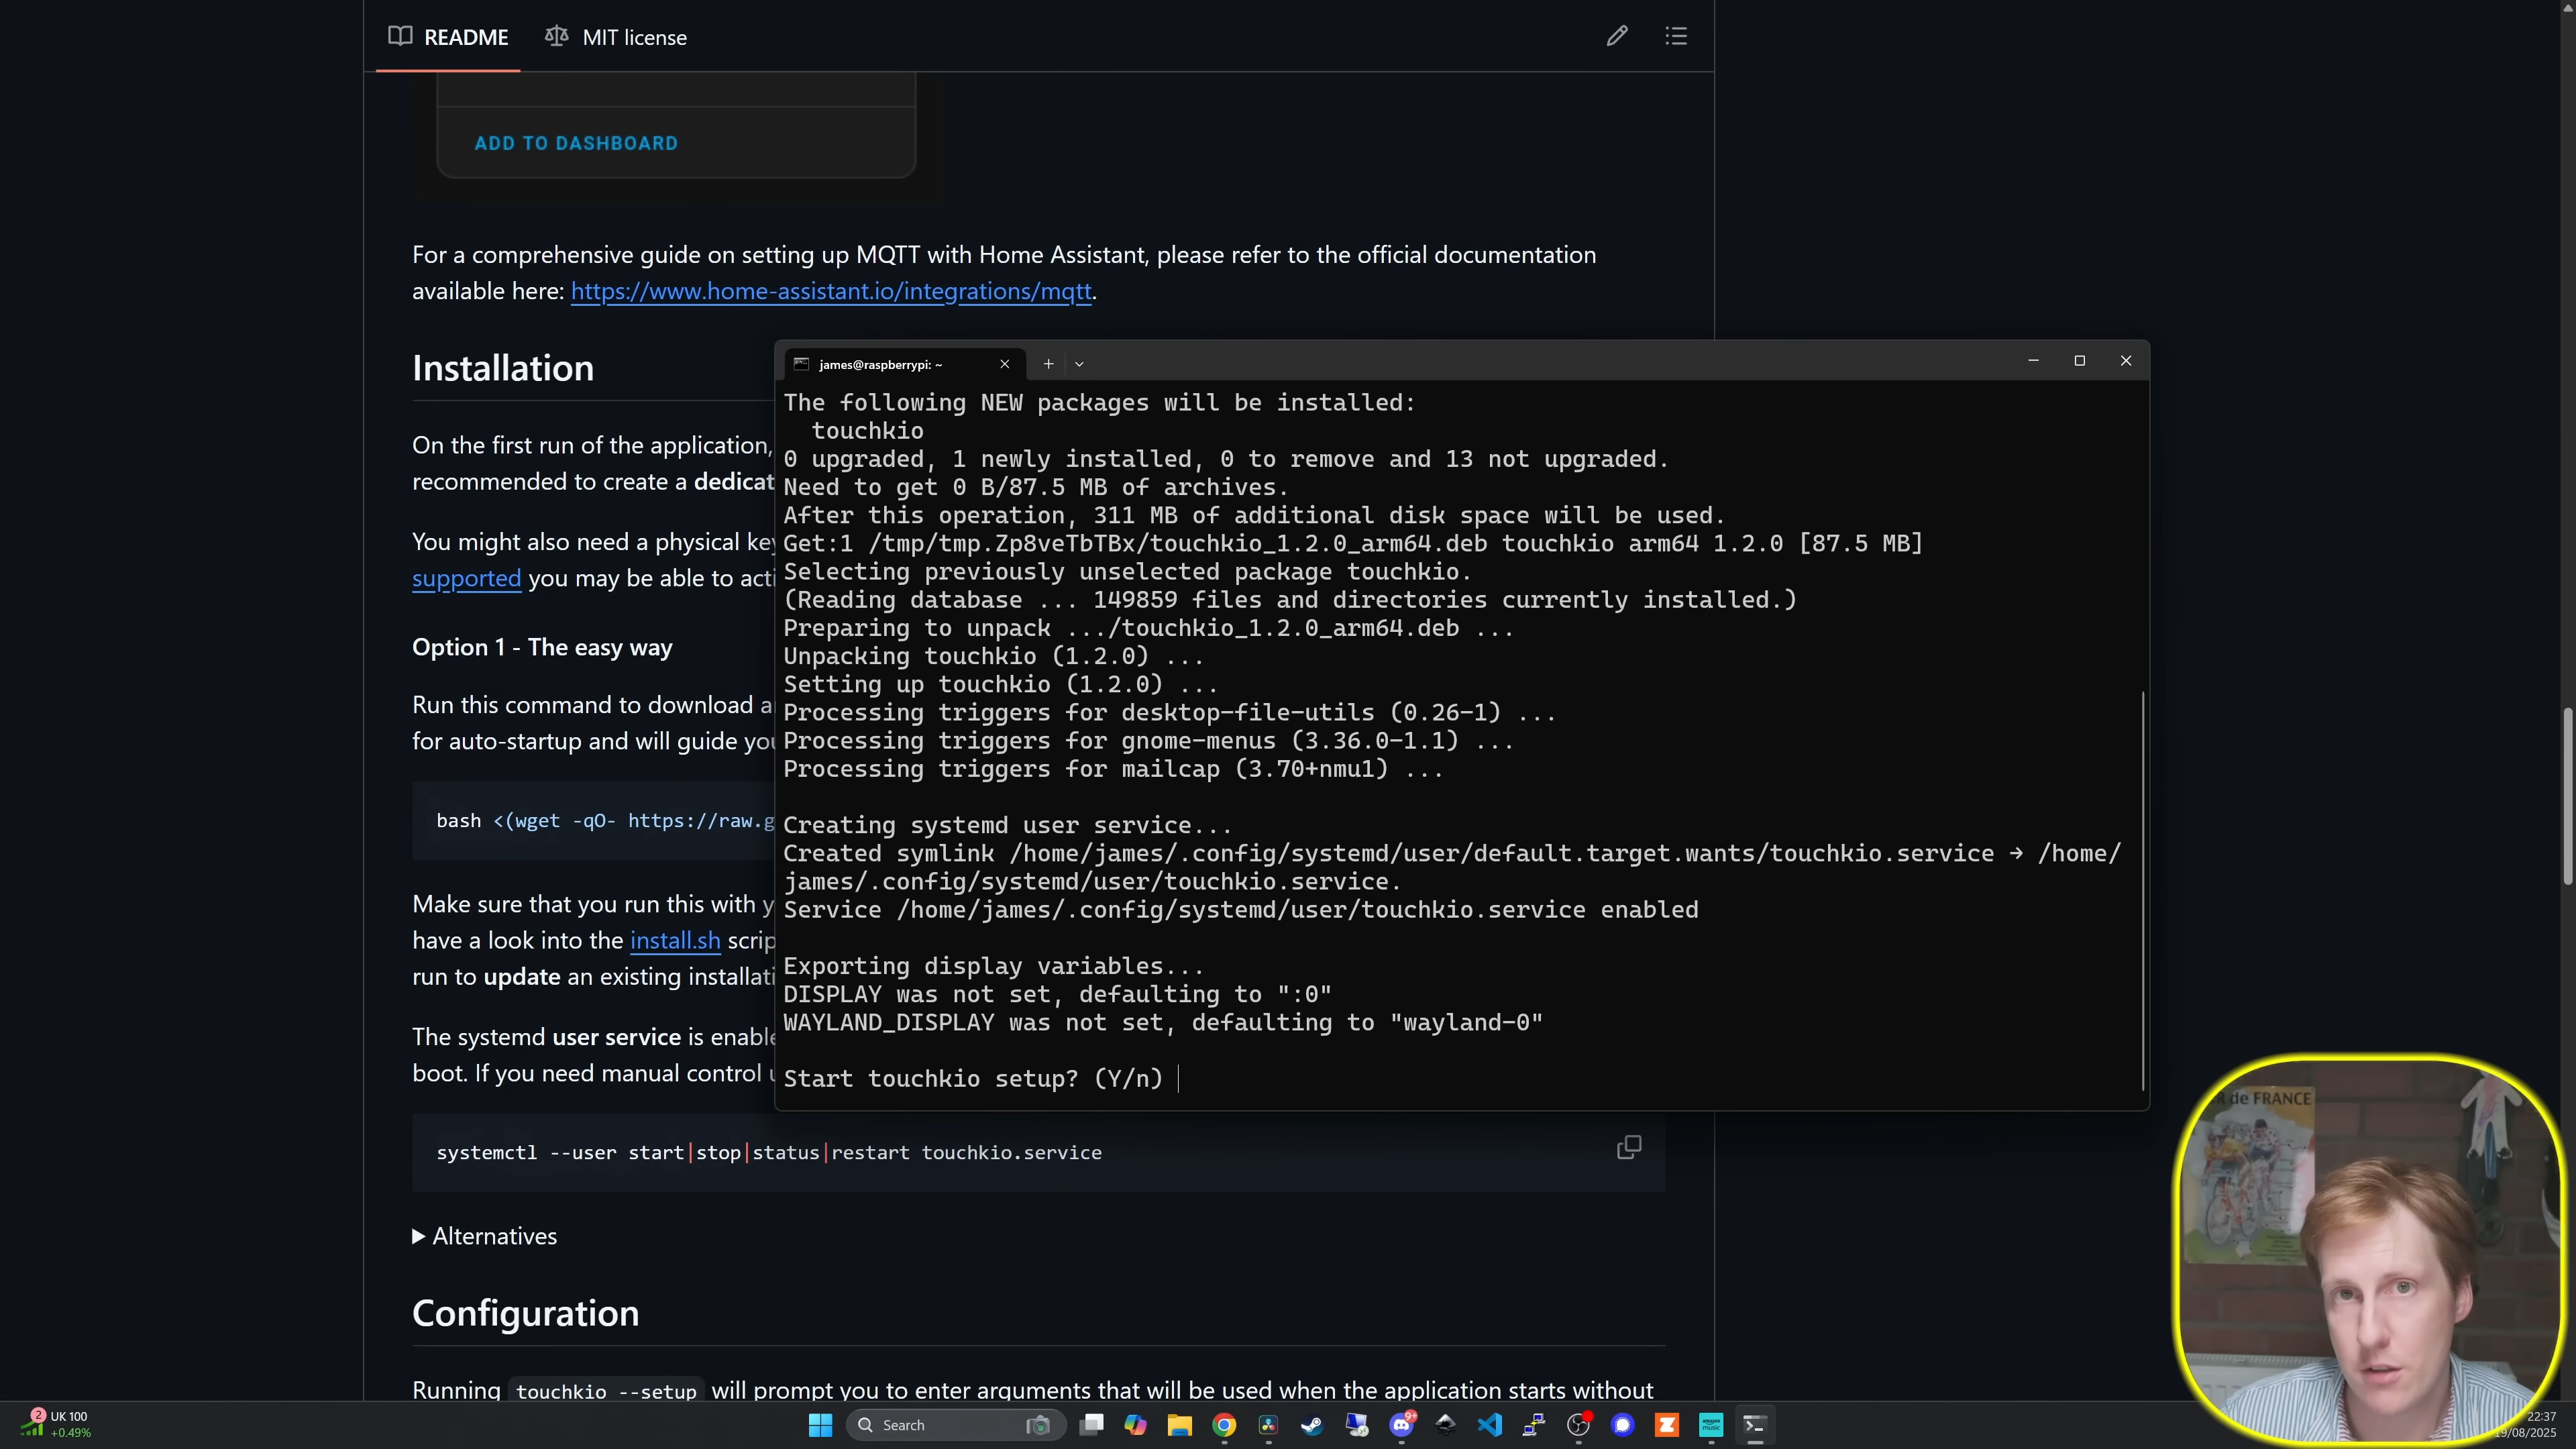 README
MIT license
ADD TO DASHBOARD
For a comprehensive guide on setting up MQTT with Home Assistant, please refer to the official documentation
available here: https://www.home-assistant.io/integrations/mqtt.
Installation
On the first run of the application,
recommended to create a dedicat
You might also need a physical key
supported you may be able to acti
Option 1 - The easy way
Run this command to download a
for auto-startup and will guide you
bash <(wget -qO- https://raw.g
Make sure that you run this with y
have a look into the install.sh scrip
run to update an existing installati
The systemd user service is enable
boot. If you need manual control u
systemctl --user start|stop|status|restart touchkio.service
Alternatives
Configuration
Running touchkio --setup will prompt you to enter arguments that will be used when the application starts without
james@raspberrypi: ~
The following NEW packages will be installed:
touchkio
0 upgraded, 1 newly installed, 0 to remove and 13 not upgraded.
Need to get 0 B/87.5 MB of archives.
After this operation, 311 MB of additional disk space will be used.
Get:1 /tmp/tmp.Zp8veTbTBx/touchkio_1.2.0_arm64.deb touchkio arm64 1.2.0 [87.5 MB]
Selecting previously unselected package touchkio.
(Reading database ... 149859 files and directories currently installed.)
Preparing to unpack .../touchkio_1.2.0_arm64.deb ...
Unpacking touchkio (1.2.0) ...
Setting up touchkio (1.2.0) ...
Processing triggers for desktop-file-utils (0.26-1) ...
Processing triggers for gnome-menus (3.36.0-1.1) ...
Processing triggers for mailcap (3.70+nmu1) ...
Creating systemd user service...
Created symlink /home/james/.config/systemd/user/default.target.wants/touchkio.service → /home/
james/.config/systemd/user/touchkio.service.
Service /home/james/.config/systemd/user/touchkio.service enabled
Exporting display variables...
DISPLAY was not set, defaulting to ":0"
WAYLAND_DISPLAY was not set, defaulting to "wayland-0"
Start touchkio setup? (Y/n)
R de FRANCE
2
UK 100
+0.49%
Search
9+
amazon
music
22:37
19/08/2025